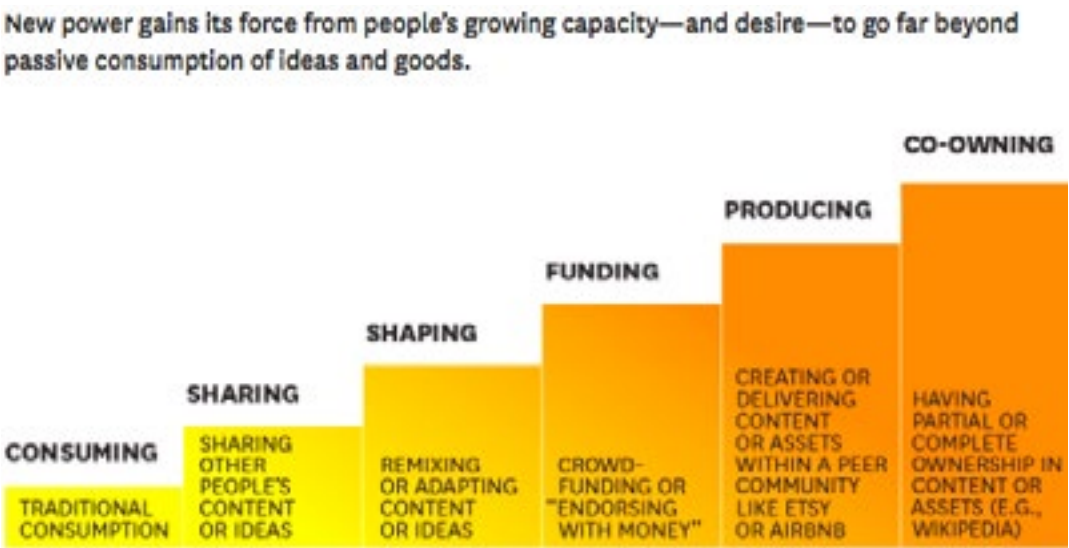 New power gains its force from people's growing capacity—and desire—to go far beyond
passive consumption of ideas and goods.
CONSUMING
TRADITIONAL
CONSUMPTION
SHARING
SHARING
OTHER
PEOPLE'S
CONTENT
OR IDEAS
SHAPING
REMIXING
OR ADAPTING
CONTENT
OR IDEAS
FUNDING
CROWD-
FUNDING OR
"ENDORSING
WITH MONEY"
PRODUCING
CREATING OR
DELIVERING
CONTENT
OR ASSETS
WITHIN A PEER
COMMUNITY
LIKE ETSY
OR AIRBNB
CO-OWNING
HAVING
PARTIAL OR
COMPLETE
OWNERSHIP IN
CONTENT OR
ASSETS (E.G.,
WIKIPEDIA)